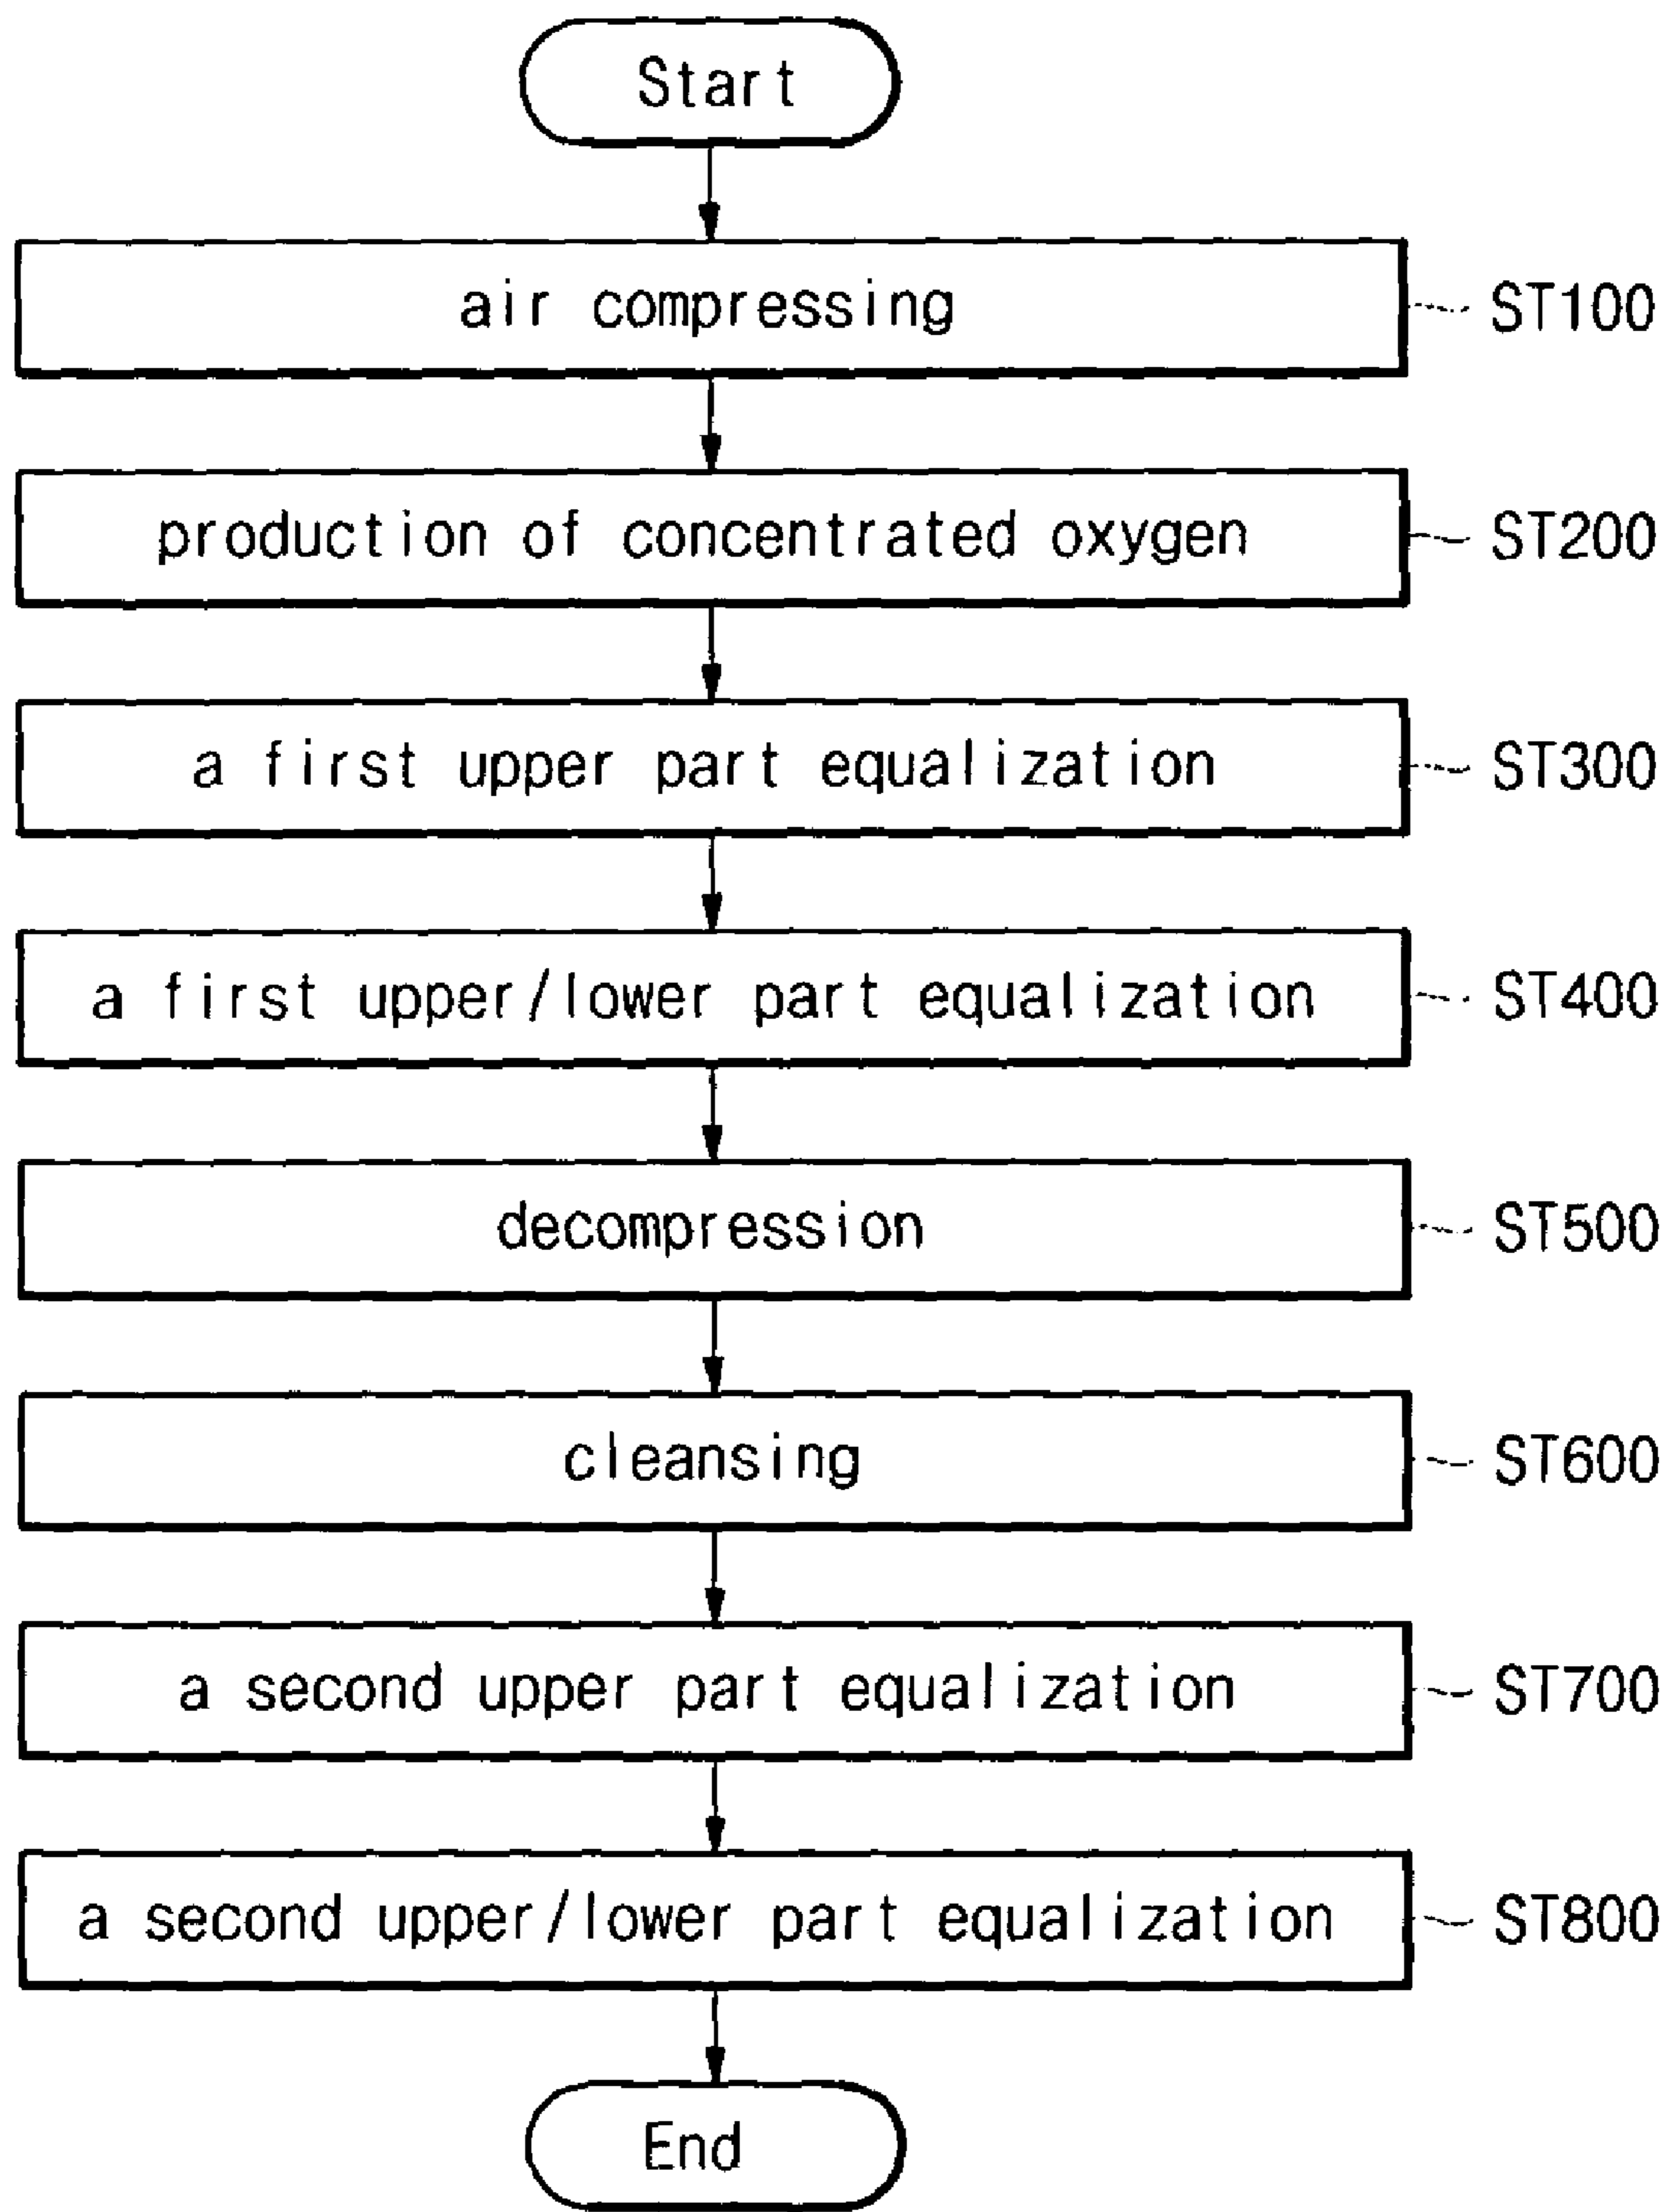 Start
air compressing ST100
production of concentrated oxygen ST200
a first upper part equalization ST300
a first upper/lower part equalization ST400
decompression ST500
cleansing ST600
a second upper part equalization ST700
a second upper/lower part equalization ST800
End